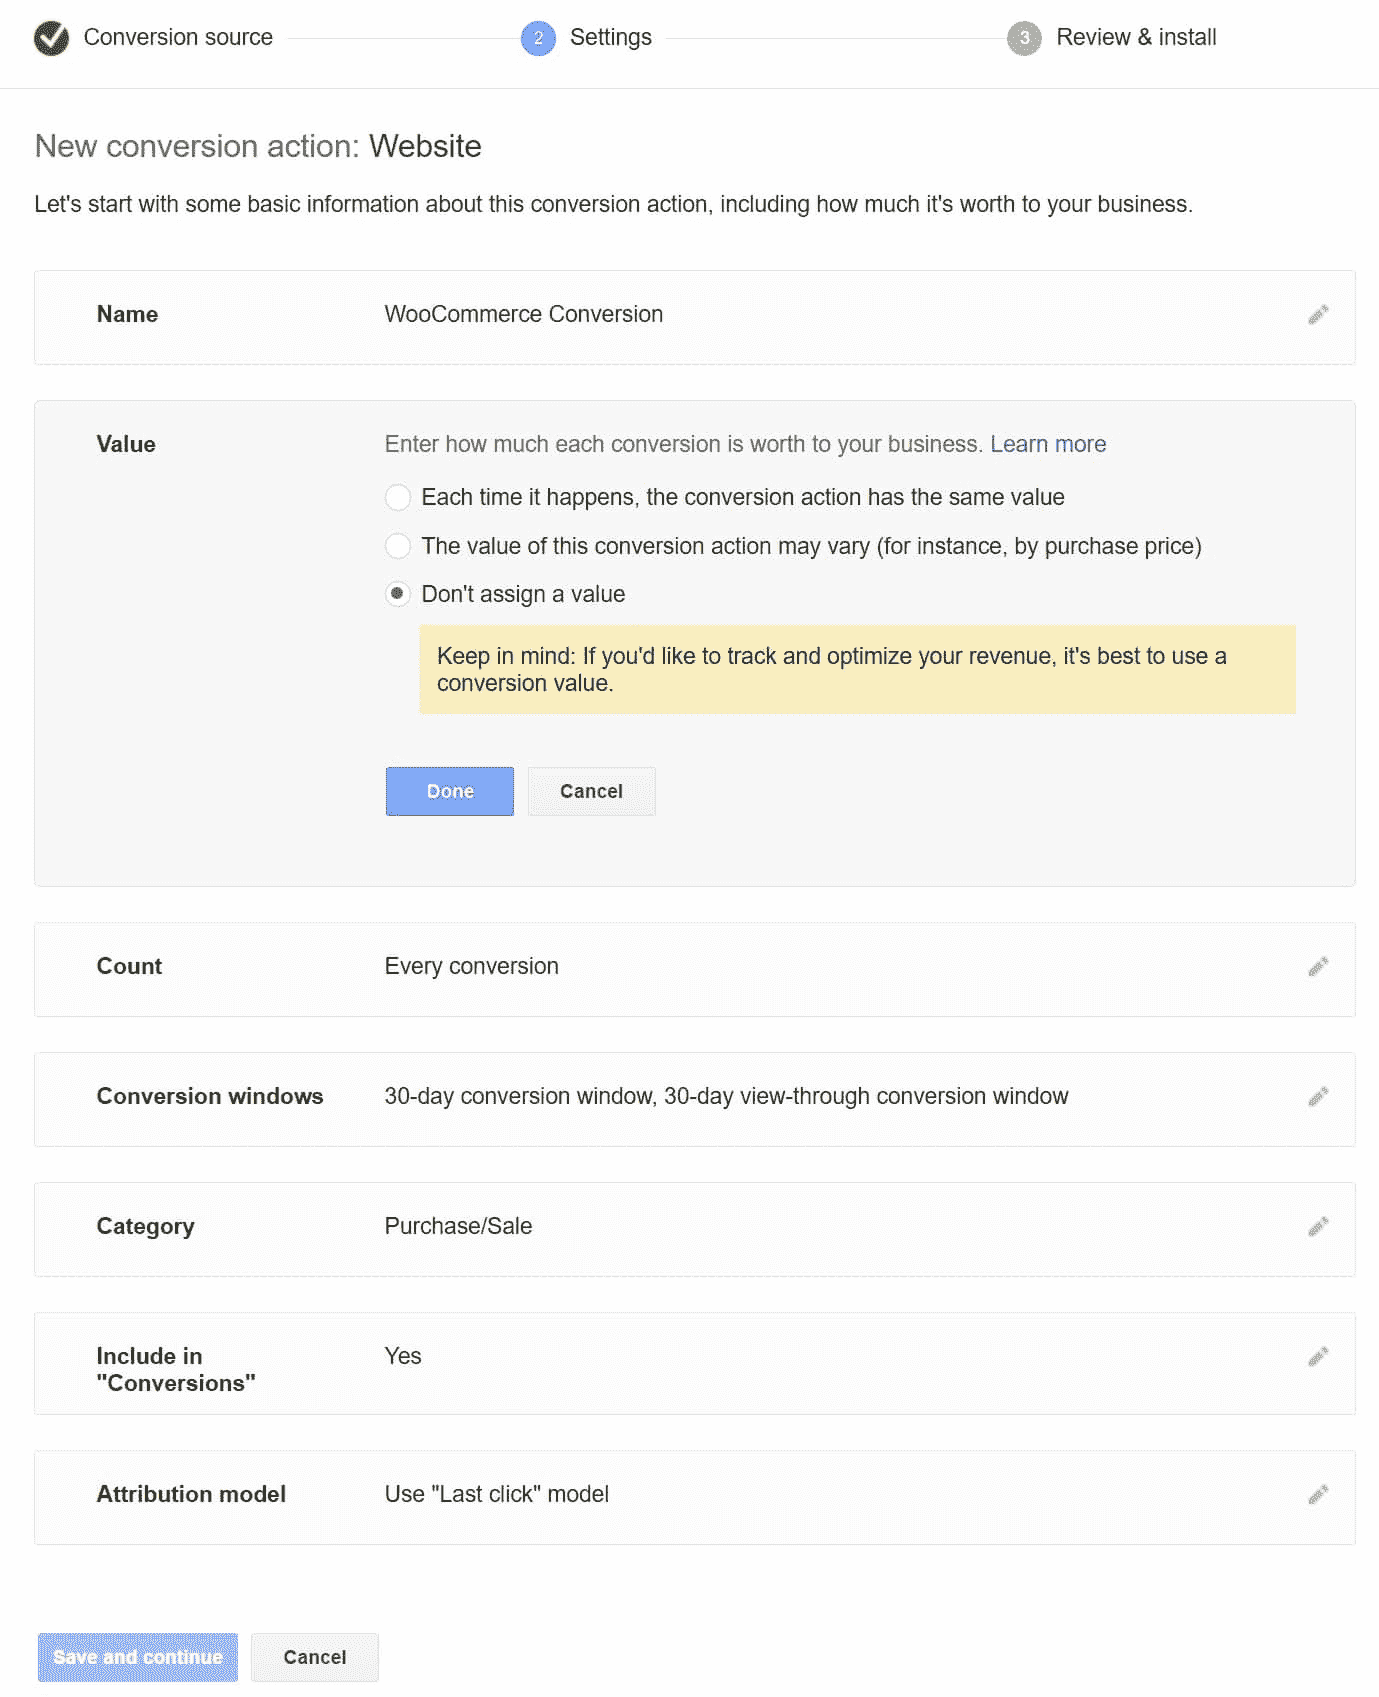 Conversion source
2 Settings
3 Review & install
New conversion action: Website
Let's start with some basic information about this conversion action, including how much it's worth to your business.
Name WooCommerce Conversion
Value Enter how much each conversion is worth to your business. Learn more
Each time it happens, the conversion action has the same value
The value of this conversion action may vary (for instance, by purchase price)
Don't assign a value
Keep in mind: If you'd like to track and optimize your revenue, it's best to use a
conversion value.
Done Cancel
Count Every conversion
Conversion windows 30-day conversion window, 30-day view-through conversion window
Category Purchase/Sale
Include in Yes
"Conversions"
Attribution model Use "Last click" model
Save and continue Cancel